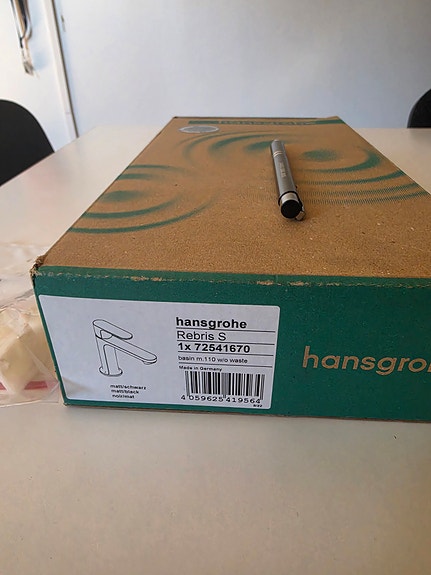 hansgrohe
hansgrohe
Rebris S
1x 72541670
basin m.110 w/o waste
Made in Germany
matt/schwarz
matt/black
noir/mat
4 059625 419564
hansgro